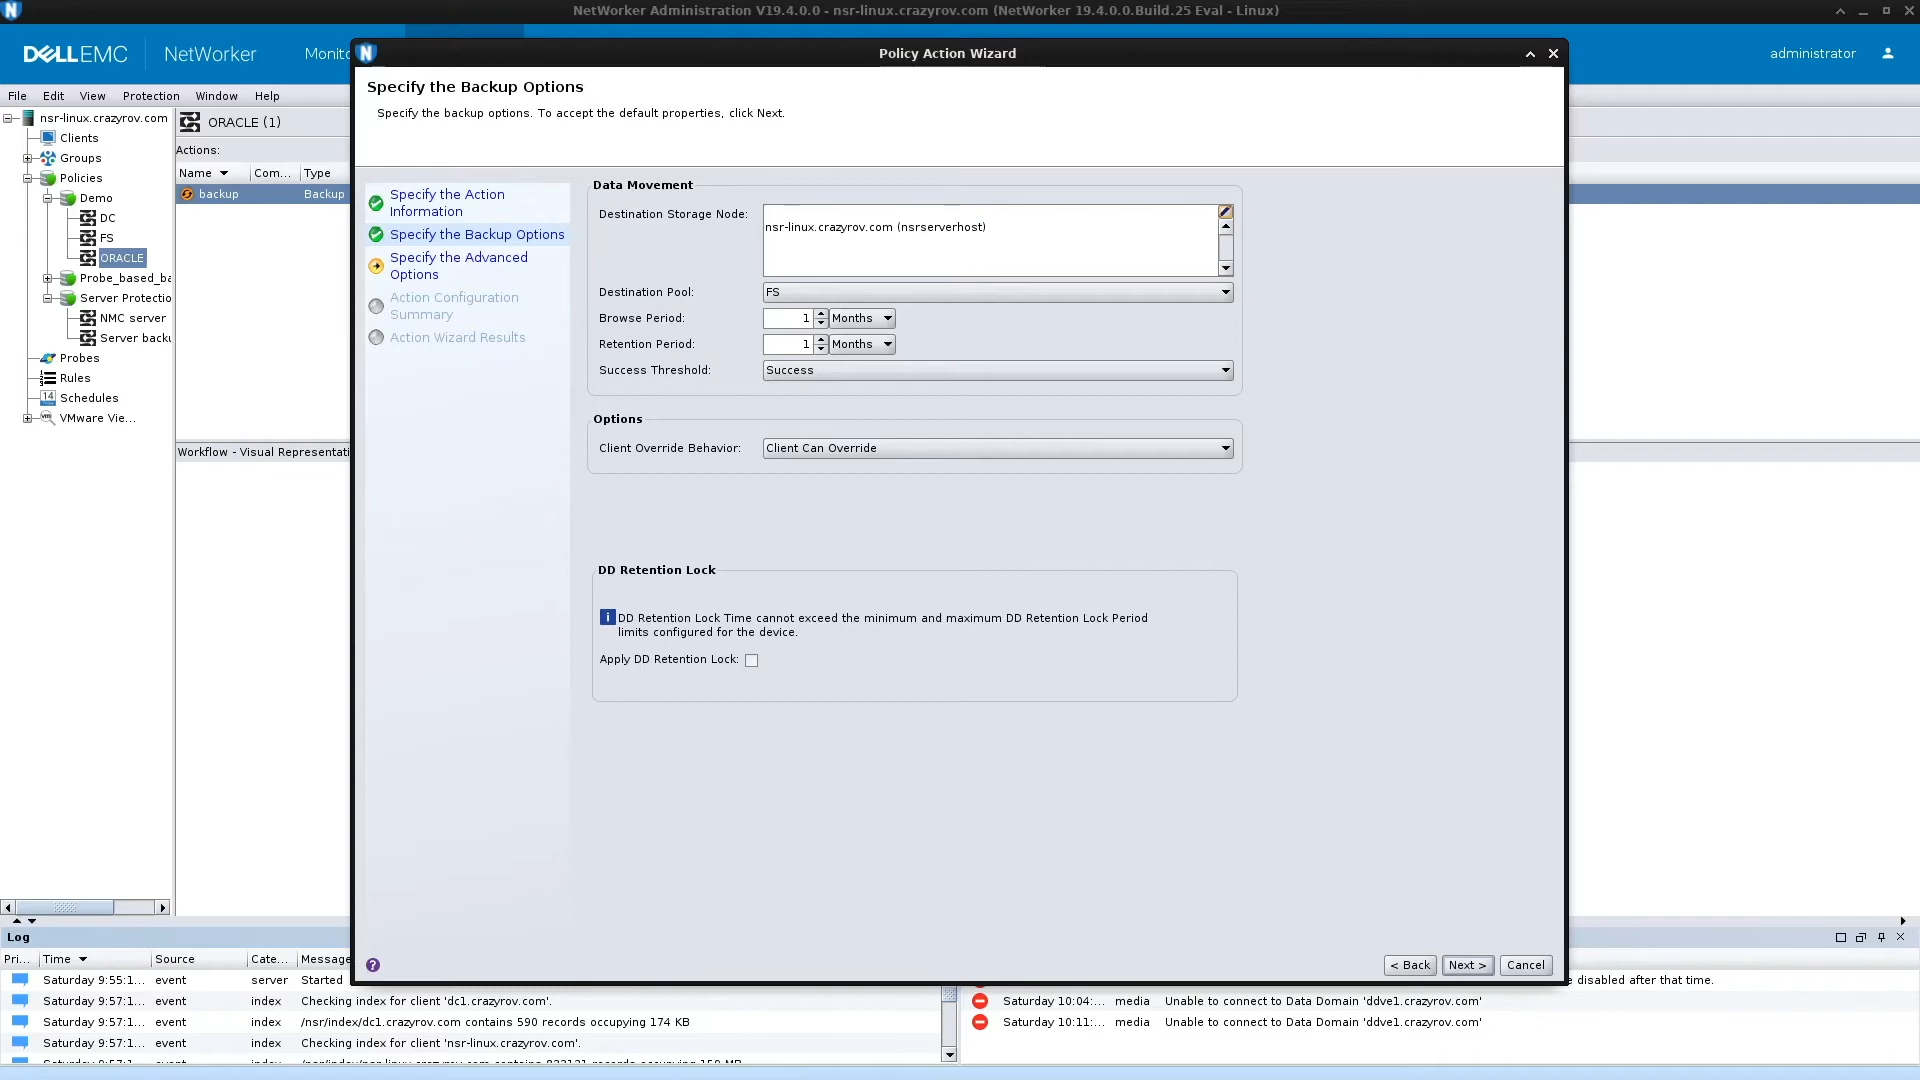 NetWorker Administration V19.4.0.0 - nsr-linux.crazyrov.com (NetWorker 19.4.0.0.Build.25 Eval - Linux)
DELLEMC NetWorker Monito
administrator
Policy Action Wizard
File Edit View Protection Window Help
nsr-linux.crazyrov.com
Clients
Groups
Policies
Demo
DC
FS
ORACLE
Probe_based_ba
Server Protectio
NMC server
Server backu
Probes
Rules
14 Schedules
VMware Vie...
ORACLE (1)
Actions:
Name Com... Type
backup Backup
Workflow - Visual Representati
Specify the Backup Options
Specify the backup options. To accept the default properties, click Next.
Specify the Action
Information
Specify the Backup Options
Specify the Advanced
Options
Action Configuration
Summary
Action Wizard Results
Data Movement
Destination Storage Node: nsr-linux.crazyrov.com (nsrserverhost)
Destination Pool: FS
Browse Period: 1 Months
Retention Period: 1 Months
Success Threshold: Success
Options
Client Override Behavior: Client Can Override
DD Retention Lock
DD Retention Lock Time cannot exceed the minimum and maximum DD Retention Lock Period
limits configured for the device.
Apply DD Retention Lock:
< Back Next > Cancel
Log
Pri... Time Source Cate... Message
Saturday 9:55:1... event server Started
Saturday 9:57:1... event index Checking index for client 'dc1.crazyrov.com'.
Saturday 9:57:1... event index /nsr/index/dc1.crazyrov.com contains 590 records occupying 174 KB
Saturday 9:57:1... event index Checking index for client 'nsr-linux.crazyrov.com'.
e disabled after that time.
Saturday 10:04:... media Unable to connect to Data Domain 'ddve1.crazyrov.com'
Saturday 10:11:... media Unable to connect to Data Domain 'ddve1.crazyrov.com'